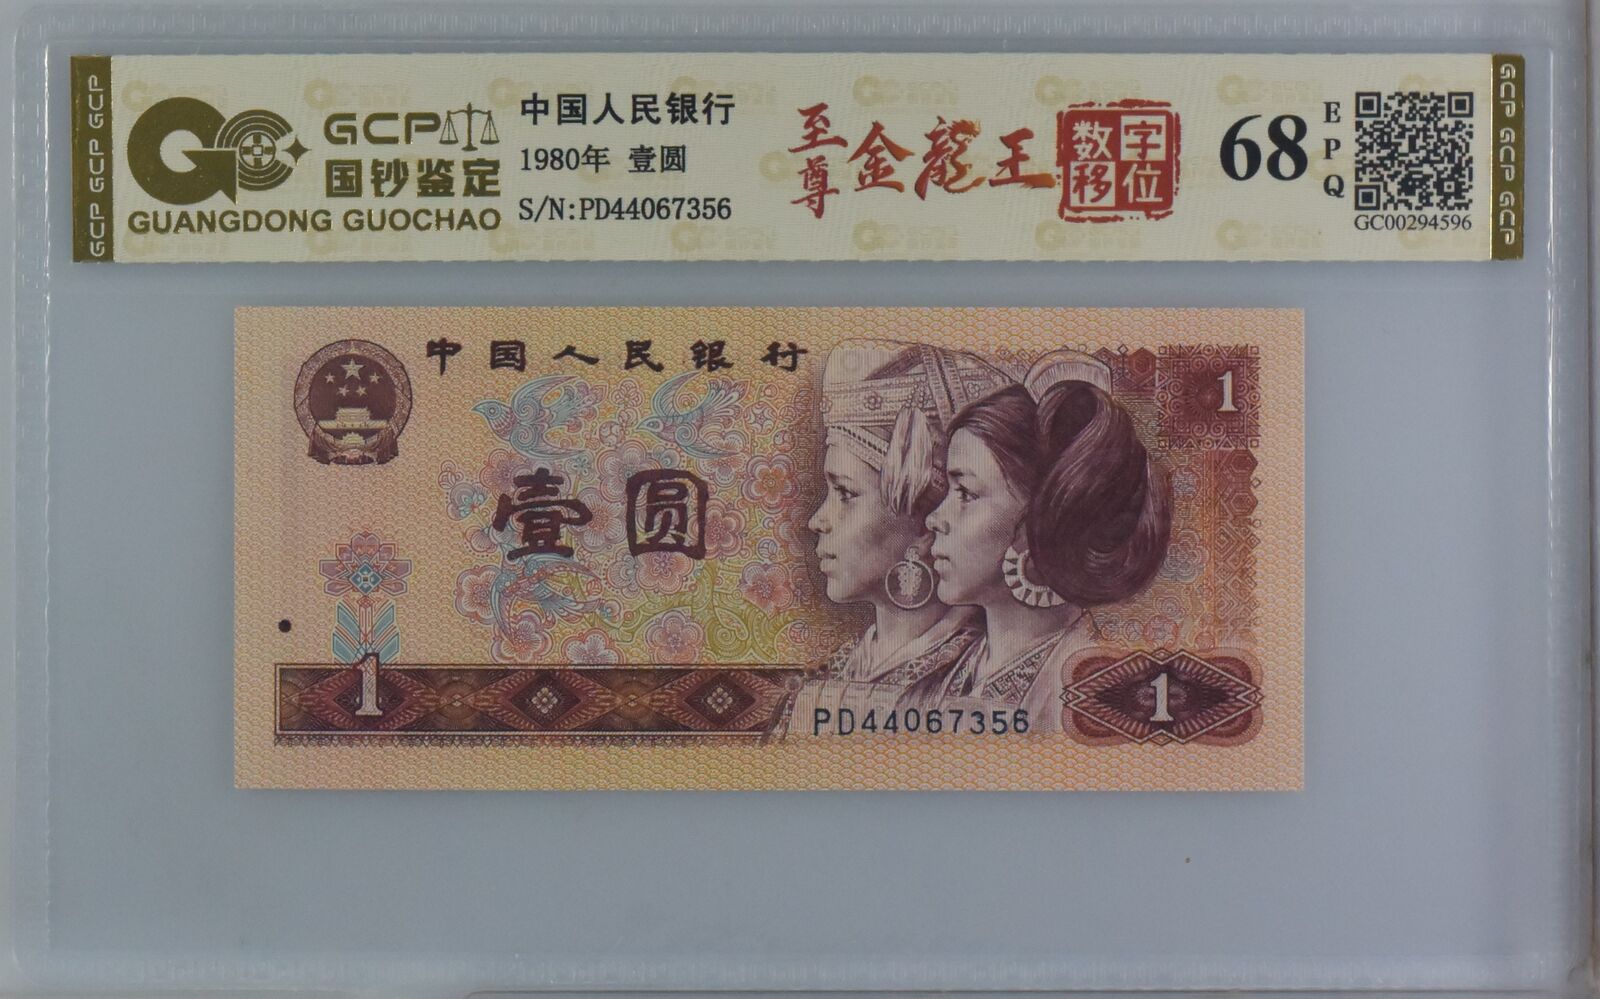 GCP GCP GCP
GCP
国钞鉴定
GUANGDONG GUOCHAO
中国人民银行
1980年 壹圆
S/N:PD44067356
至尊
金龍王
数字
移位
68
EPQ
GC00294596
GCP GCP GCP
中国人民银行
1
壹圆
1
PD44067356
1